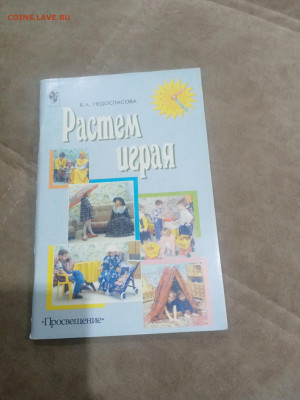 COINS.LAVE.RU
В.А. НЕДОСПАСОВА
Растем
играя
•Просвещение•